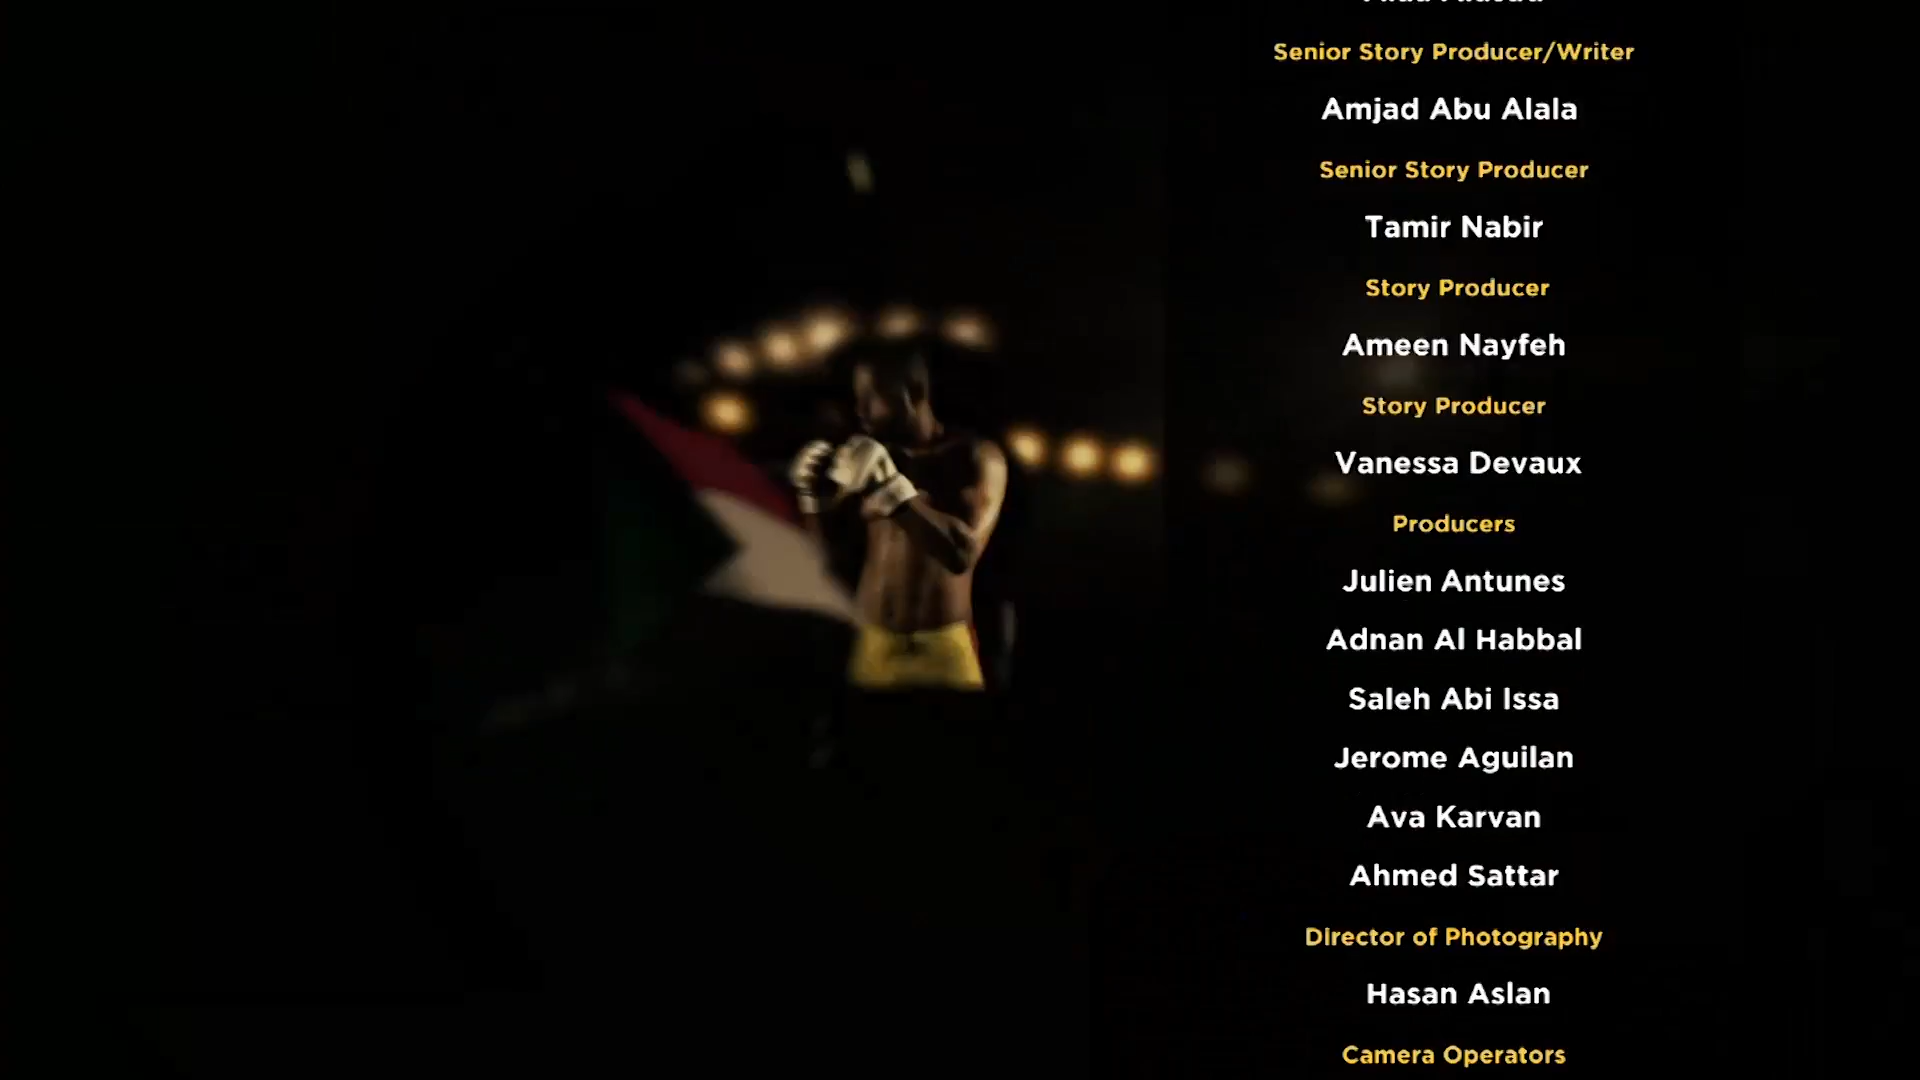 Senior Story Producer/Writer
Amjad Abu Alala
Senior Story Producer
Tamir Nabir
Story Producer
Ameen Nayfeh
Story Producer
Vanessa Devaux
Producers
Julien Antunes
Adnan Al Habbal
Saleh Abi Issa
Jerome Aguilan
Ava Karvan
Ahmed Sattar
Director of Photography
Hasan Aslan
Camera Operators